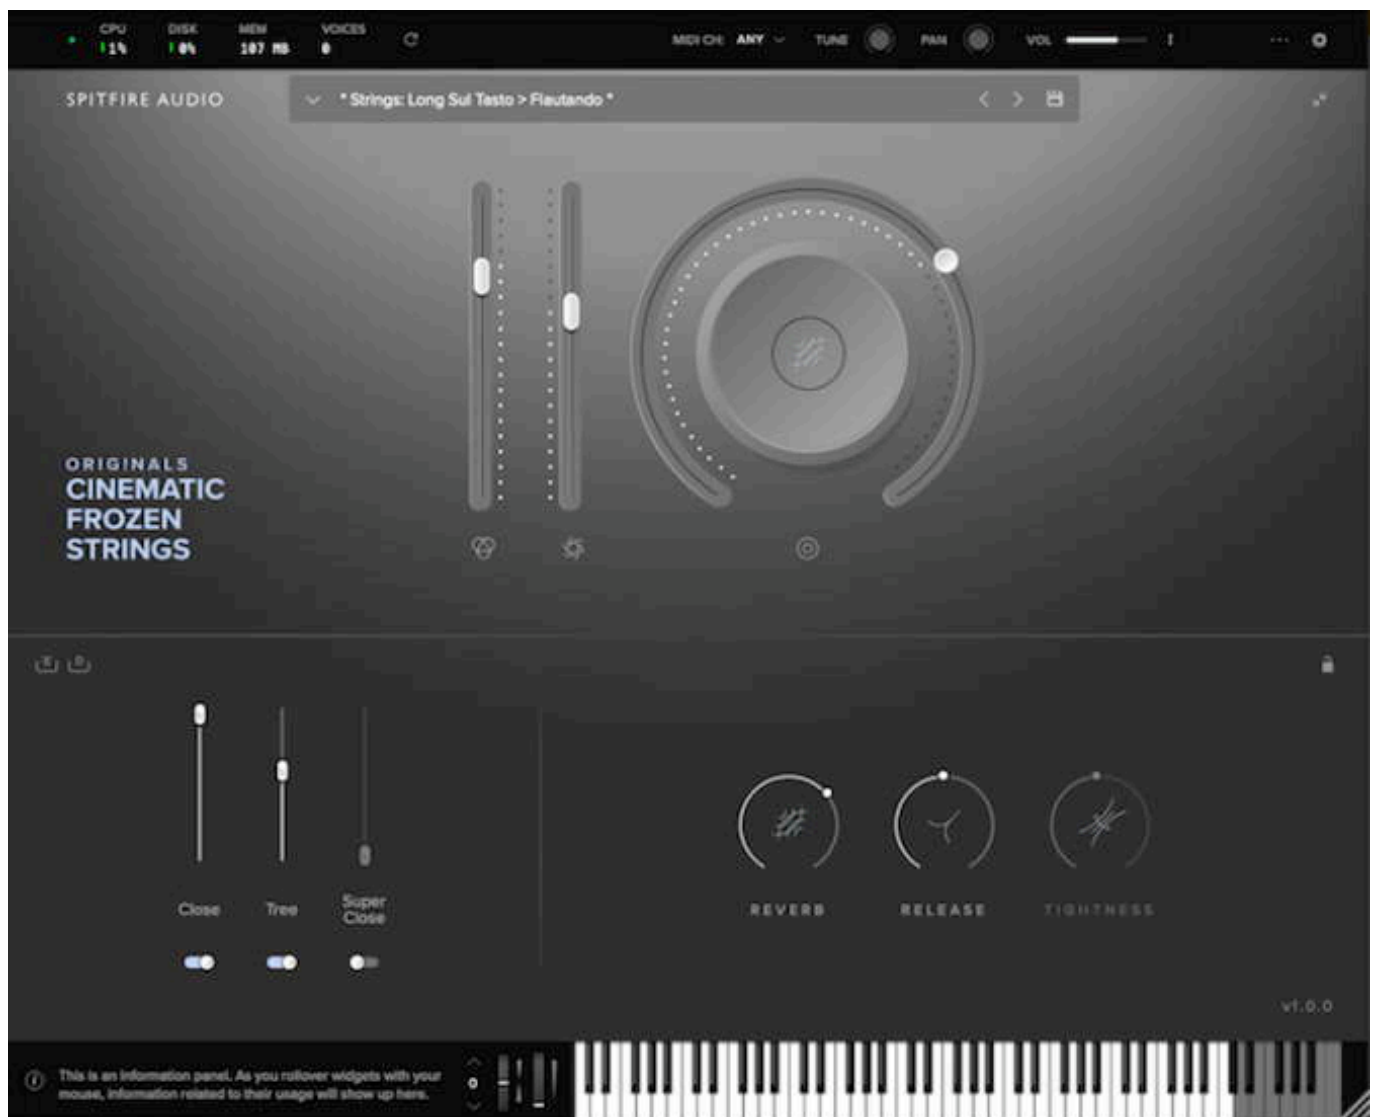 CPU
1%
DISK
0%
MEM
107 MB
VOICES
0
MIDI CH: ANY
TUNE
PAN
VOL
SPITFIRE AUDIO
* Strings: Long Sul Tasto > Flautando *
ORIGINALS
CINEMATIC
FROZEN
STRINGS
Close
Tree
Super
Close
REVERB
RELEASE
TIGHTNESS
v1.0.0
This is an information panel. As you rollover widgets with your
mouse, information related to their usage will show up here.
0